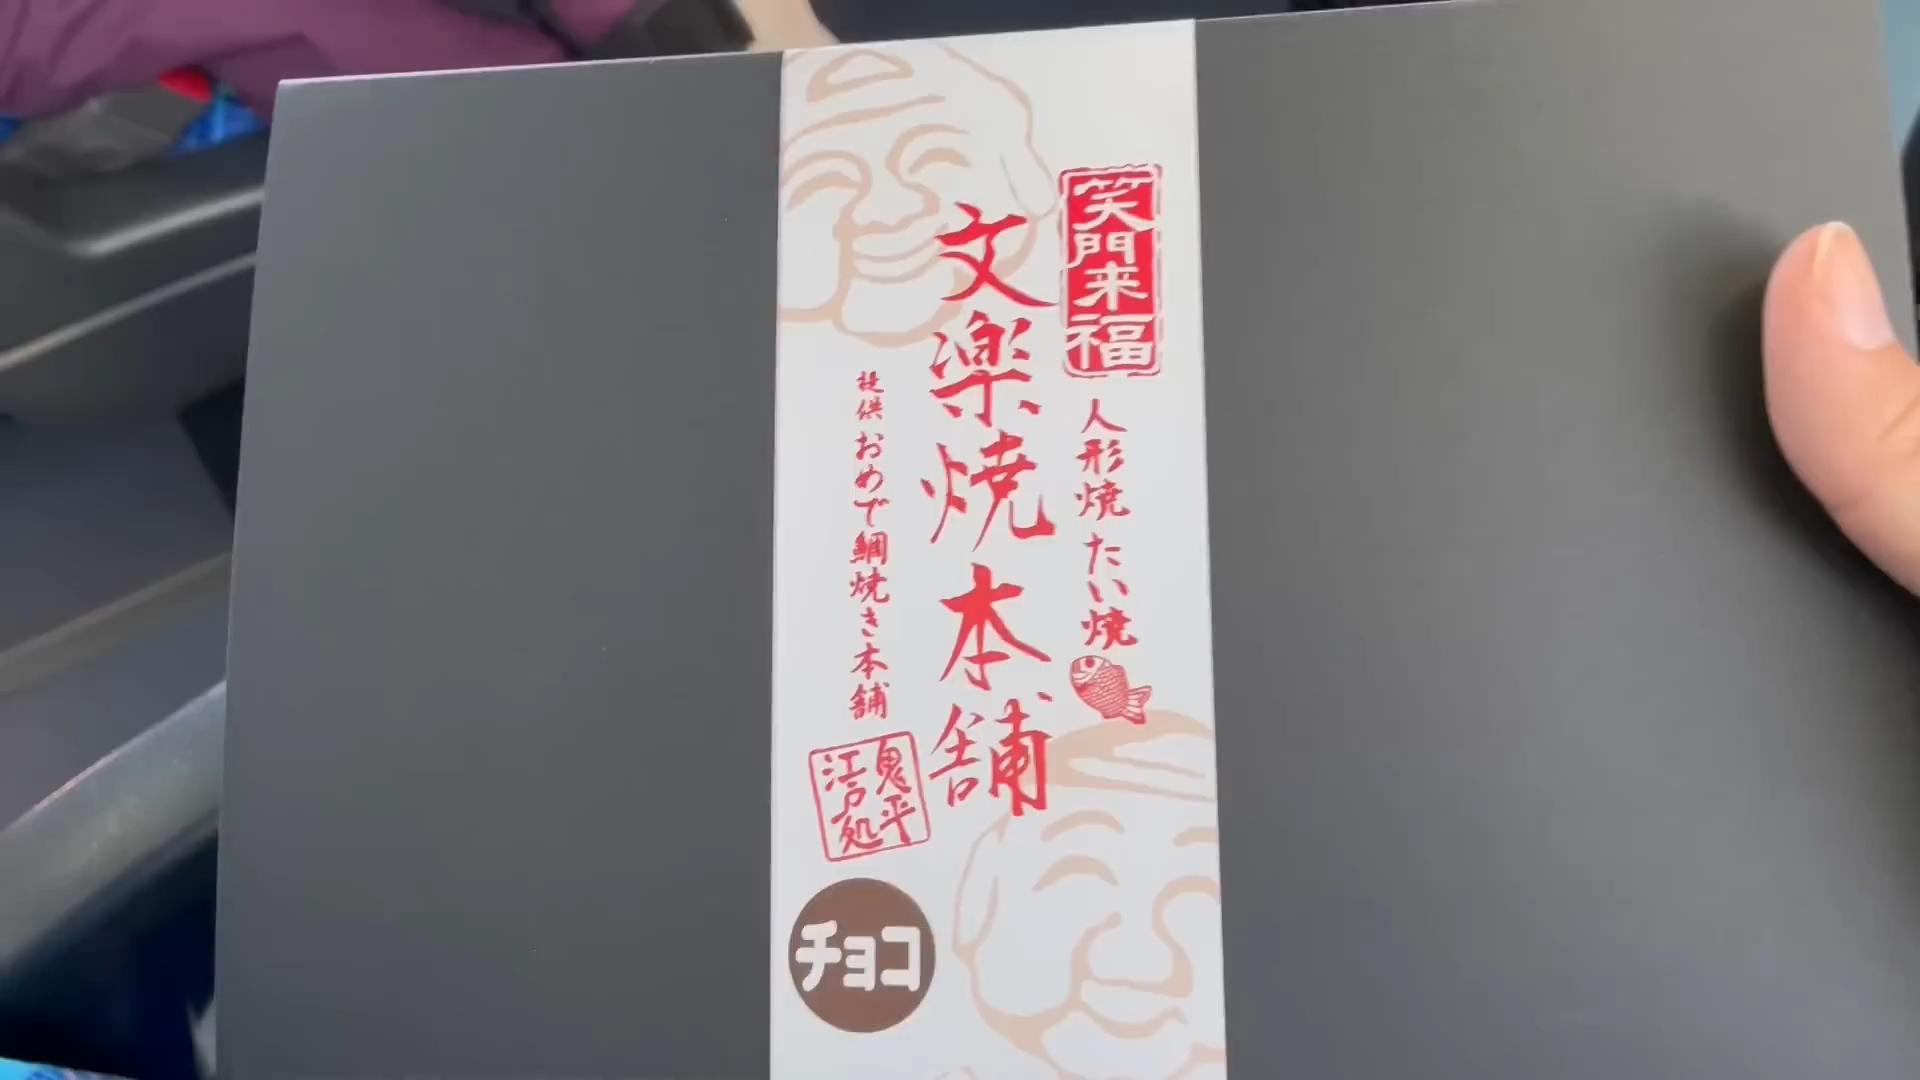 笑門来福
人形焼 たい焼
文楽焼本舗
提供 おめで鯛焼き本舗
鬼平
江戸処
チョコ